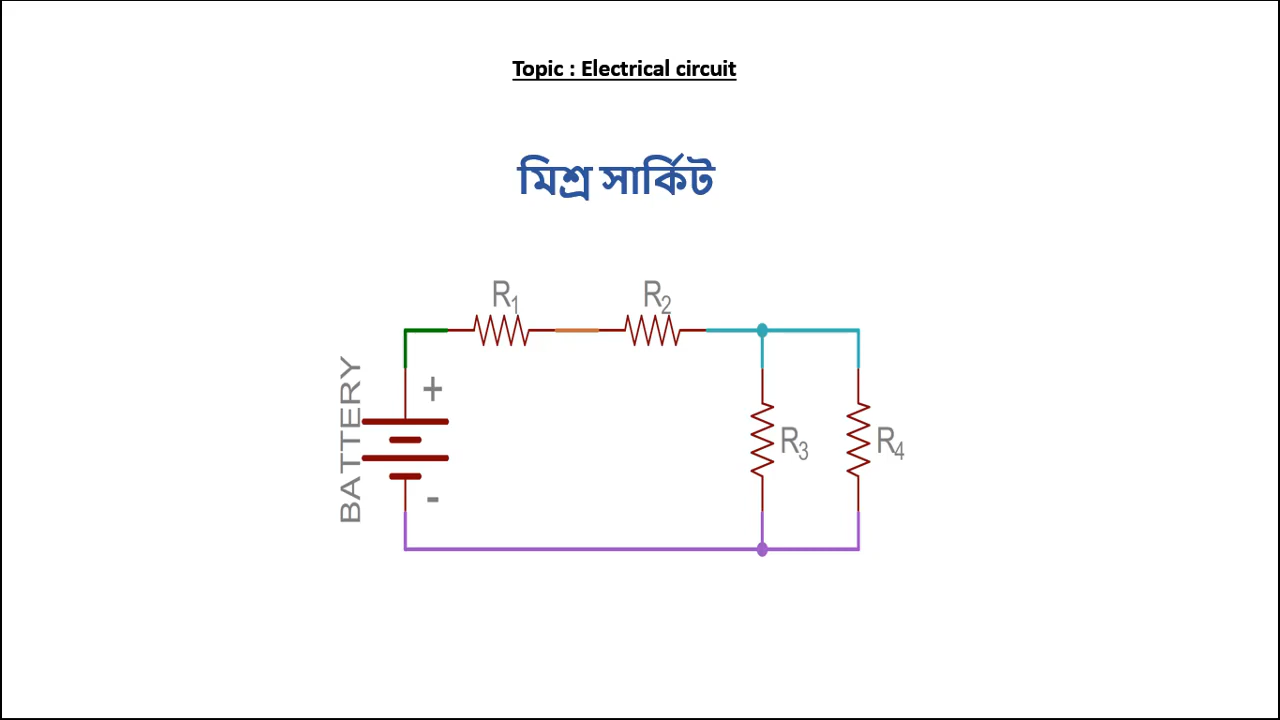 Topic : Electrical circuit
মিশ্র সার্কিট
R1
R2
BATTERY
+
-
R3
R4